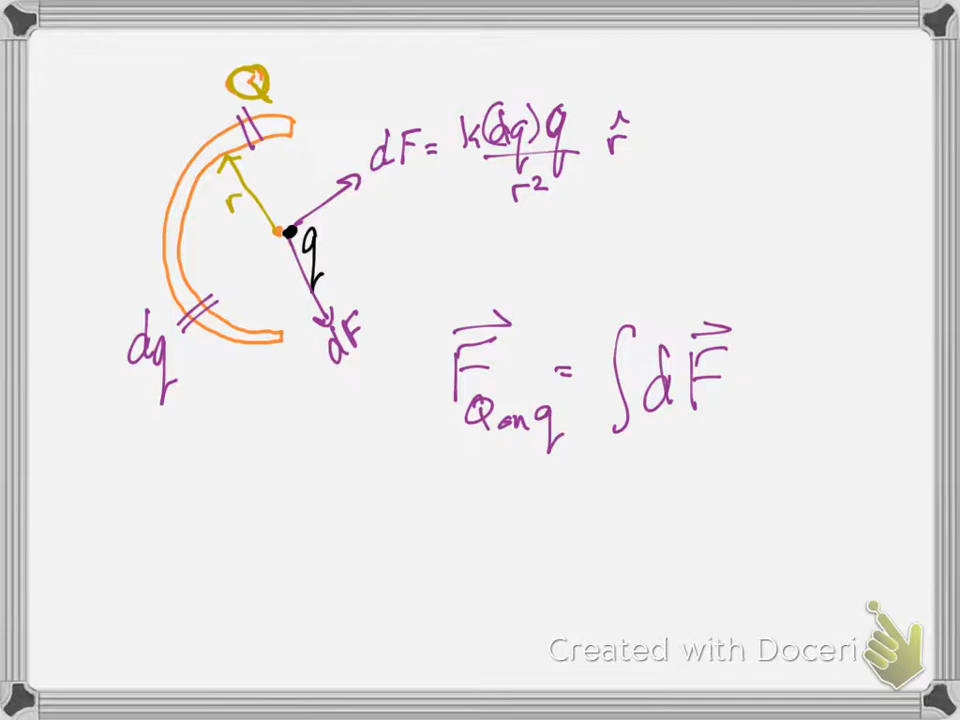 Q
dF = k(dq)q / r² r̂
r
q
dq
dF
F⃗ Q on q = ∫ dF⃗
Created with Doceri